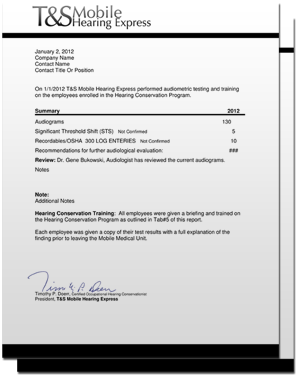 T&S Mobile
Hearing Express
January 2, 2012
Company Name
Contact Name
Contact Title Or Position
On 1/1/2012 T&S Mobile Hearing Express performed audiometric testing and training
on the employees enrolled in the Hearing Conservation Program.
Summary 2012
Audiograms 130
Significant Threshold Shift (STS) Not Confirmed 5
Recordables/OSHA 300 LOG ENTERIES Not Confirmed 10
Recommendations for further audiological evaluation: ###
Review: Dr. Gene Bukowski, Audiologist has reviewed the current audiograms.
Notes
Note:
Additional Notes
Hearing Conservation Training: All employees were given a briefing and trained on
the Hearing Conservation Program as outlined in Tab#5 of this report.
Each employee was given a copy of their test results with a full explanation of the
finding prior to leaving the Mobile Medical Unit.
Timothy P. Doen, Certified Occupational Hearing Conservationist
President, T&S Mobile Hearing Express